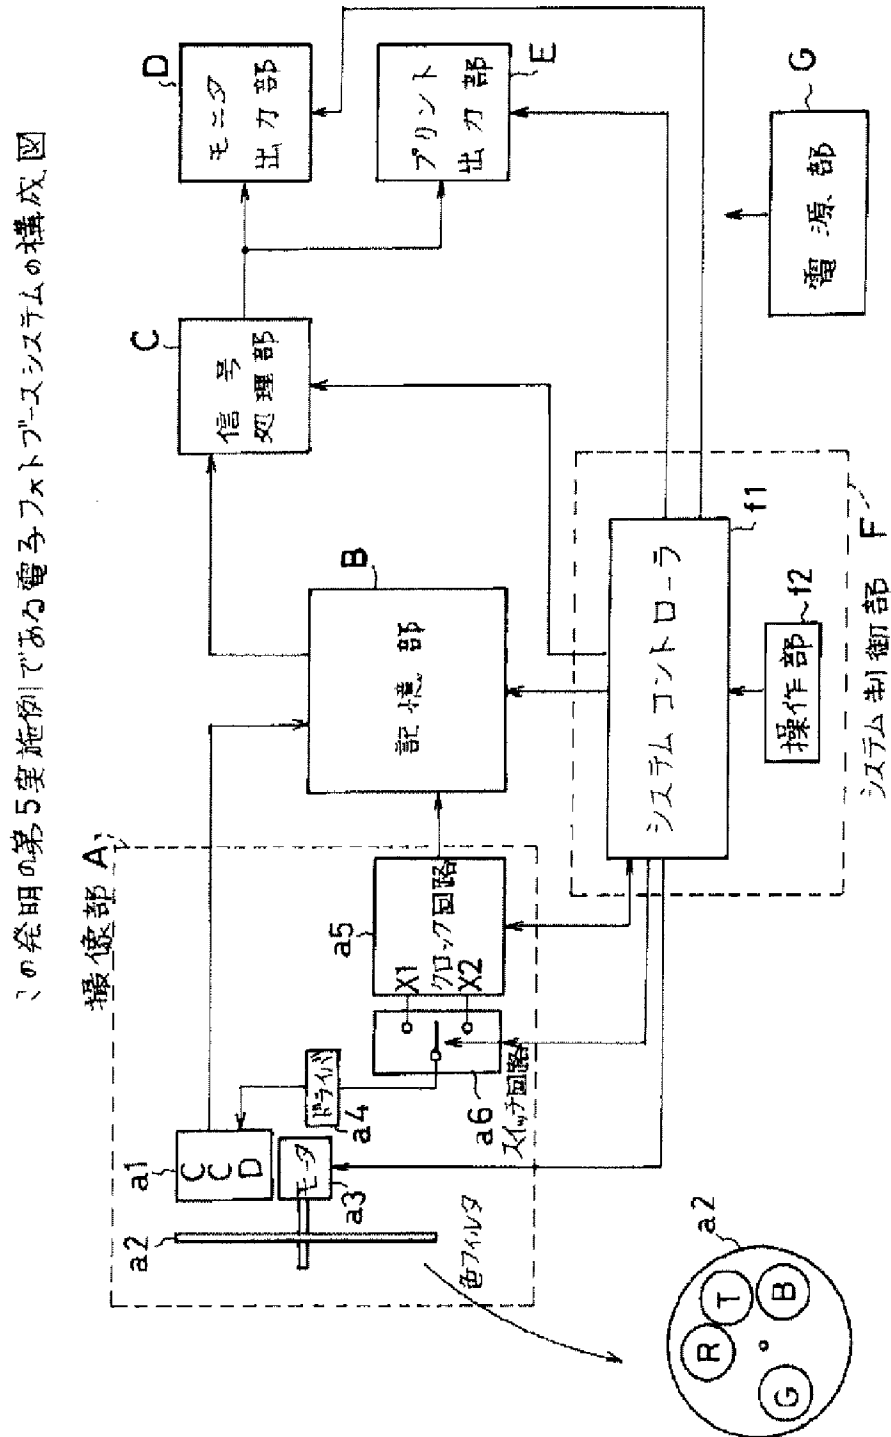 この発明の第5実施例である電子フォトブースシステムの構成図
撮像部 A
a1
CCD
a2
色フィルタ
モータ
a3
ドライバ
a4
a6
スイッチ回路
a5
X1
クロック回路
X2
B
記憶部
C
信号
処理部
D
モニタ
出力部
E
プリント
出力部
システムコントローラ
f1
操作部
f2
システム制御部 F
G
電源部
a2
R
T
B
G